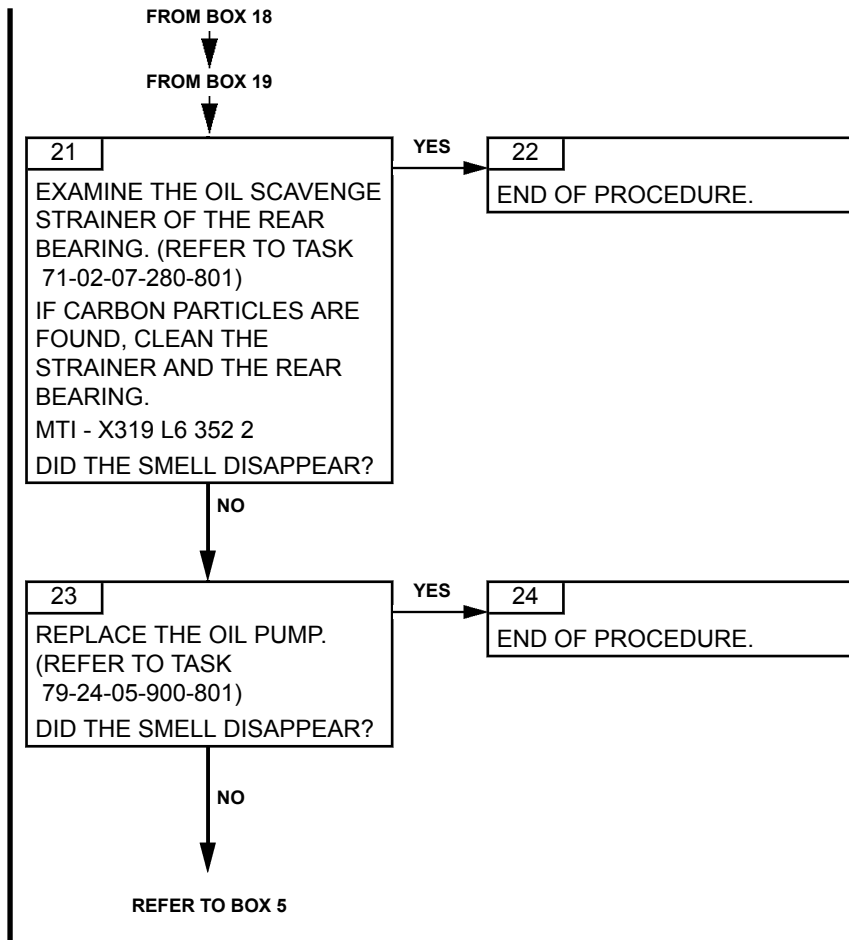 FROM BOX 18
FROM BOX 19
21
EXAMINE THE OIL SCAVENGE
STRAINER OF THE REAR
BEARING. (REFER TO TASK
71-02-07-280-801)
IF CARBON PARTICLES ARE
FOUND, CLEAN THE
STRAINER AND THE REAR
BEARING.
MTI - X319 L6 352 2
DID THE SMELL DISAPPEAR?
YES
22
END OF PROCEDURE.
NO
23
REPLACE THE OIL PUMP.
(REFER TO TASK
79-24-05-900-801)
DID THE SMELL DISAPPEAR?
YES
24
END OF PROCEDURE.
NO
REFER TO BOX 5